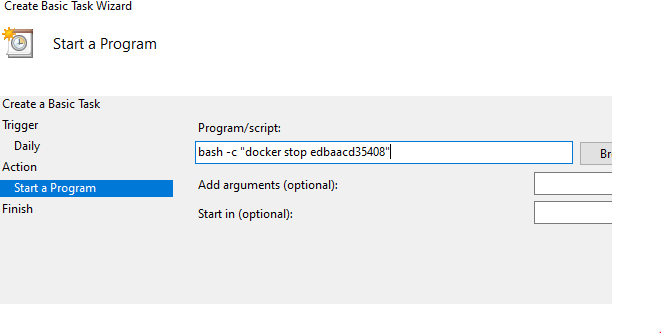 Create Basic Task Wizard
Start a Program
Create a Basic Task
Trigger
Daily
Action
Start a Program
Finish
Program/script:
bash -c "docker stop edbaacd35408"
Br
Add arguments (optional):
Start in (optional):